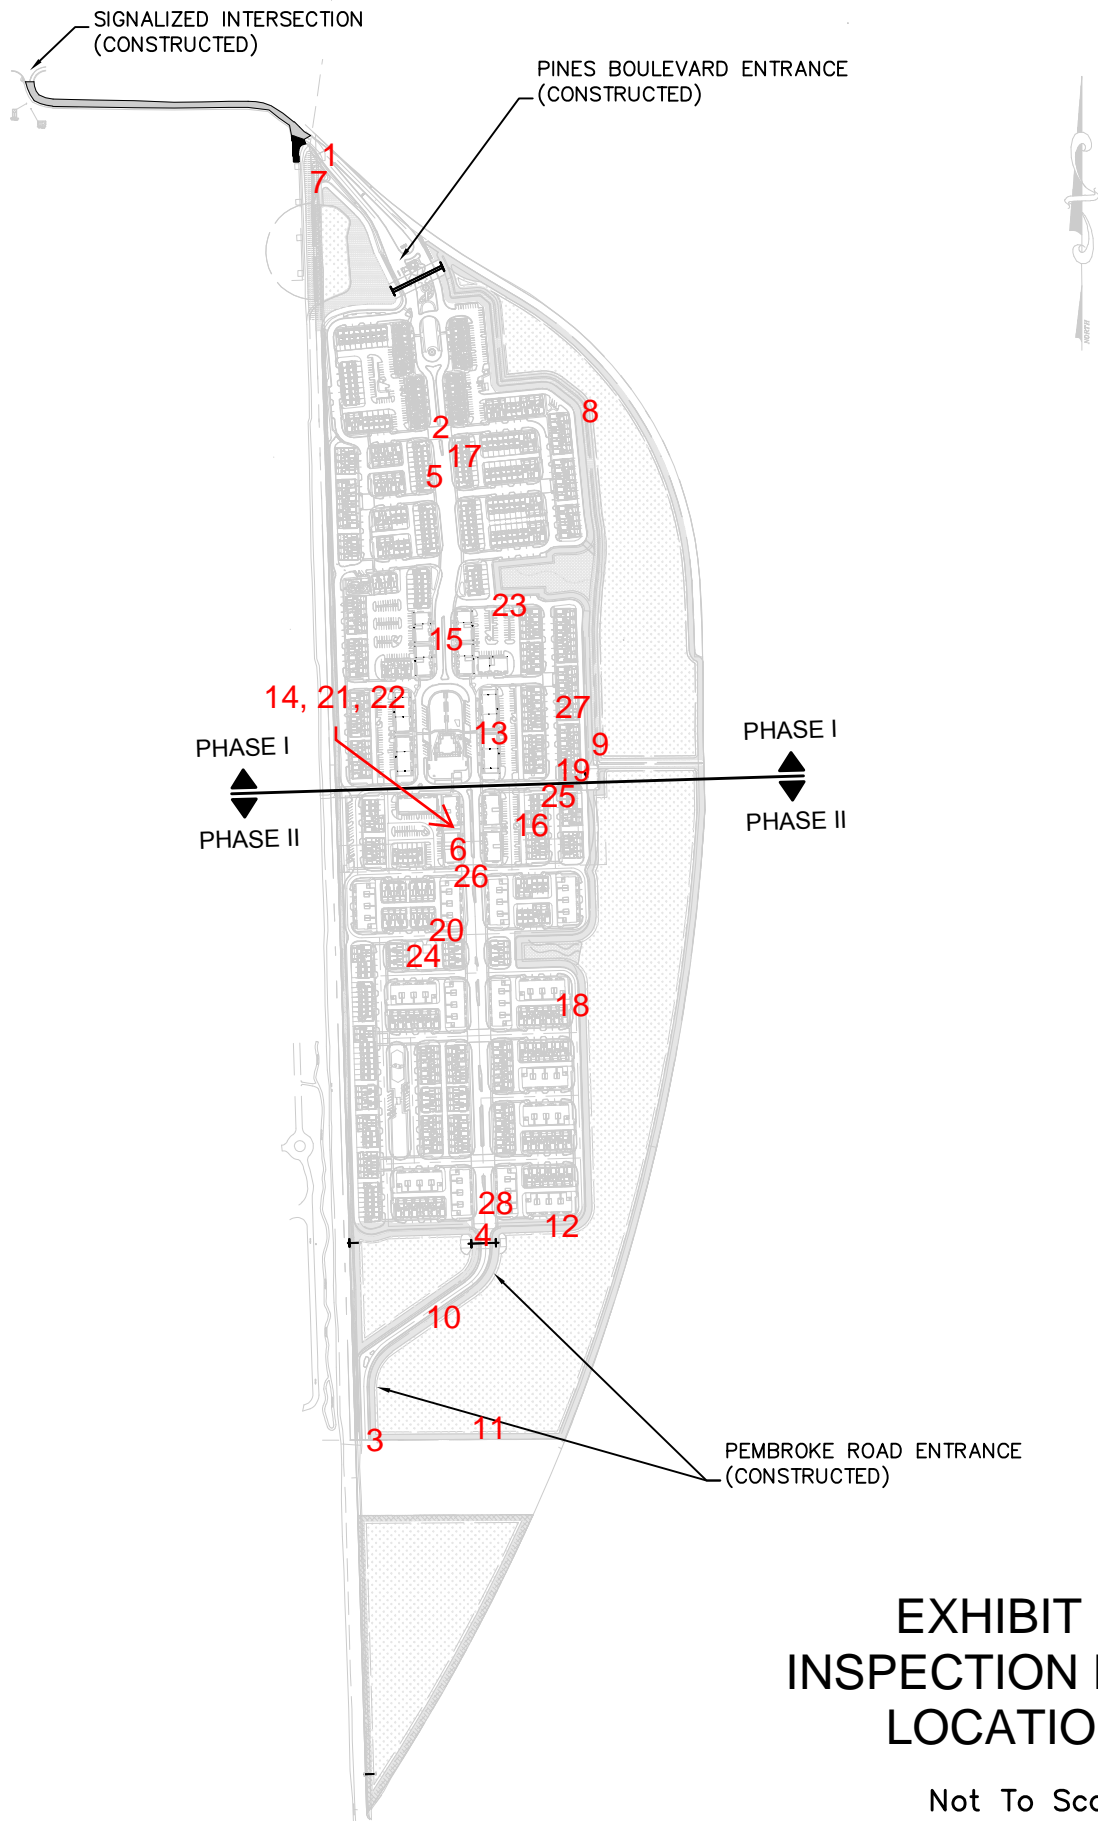 SIGNALIZED INTERSECTION
(CONSTRUCTED)
PINES BOULEVARD ENTRANCE
(CONSTRUCTED)
1
7
NORTH
8
2
17
5
23
15
14, 21, 22
27
13
9
PHASE I
PHASE I
19
25
PHASE II
PHASE II
16
6
26
20
24
18
28
12
4
10
11
3
PEMBROKE ROAD ENTRANCE
(CONSTRUCTED)
EXHIBIT
INSPECTION
LOCATIO
Not To Sca